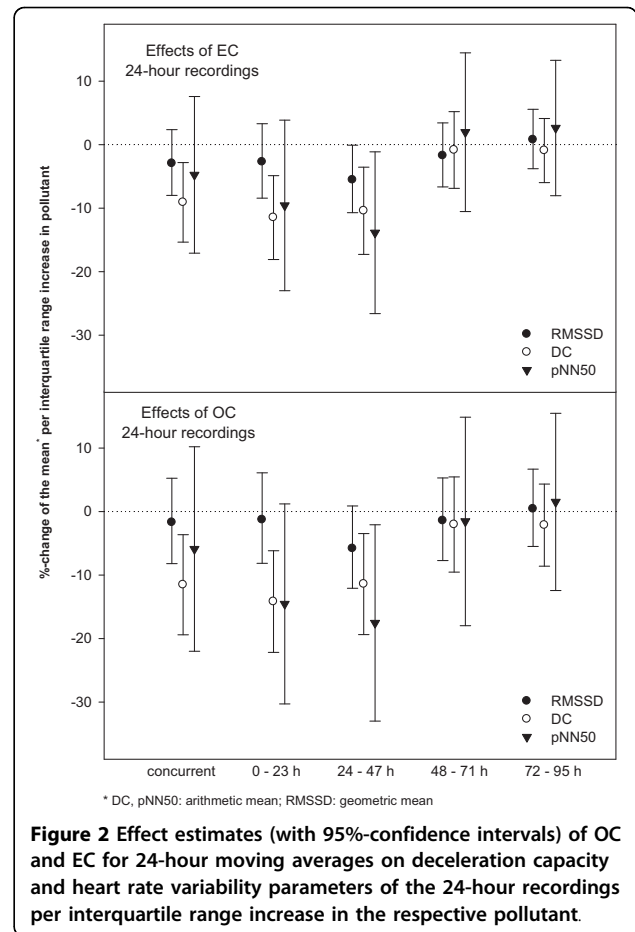 Effects of EC
24-hour recordings
%-change of the mean* per interquartile range increase in pollutant
10
0
-10
-20
-30
RMSSD
DC
pNN50
Effects of OC
24-hour recordings
10
0
-10
-20
-30
RMSSD
DC
pNN50
concurrent 0 - 23 h 24 - 47 h 48 - 71 h 72 - 95 h
* DC, pNN50: arithmetic mean; RMSSD: geometric mean
Figure 2 Effect estimates (with 95%-confidence intervals) of OC
and EC for 24-hour moving averages on deceleration capacity
and heart rate variability parameters of the 24-hour recordings
per interquartile range increase in the respective pollutant.